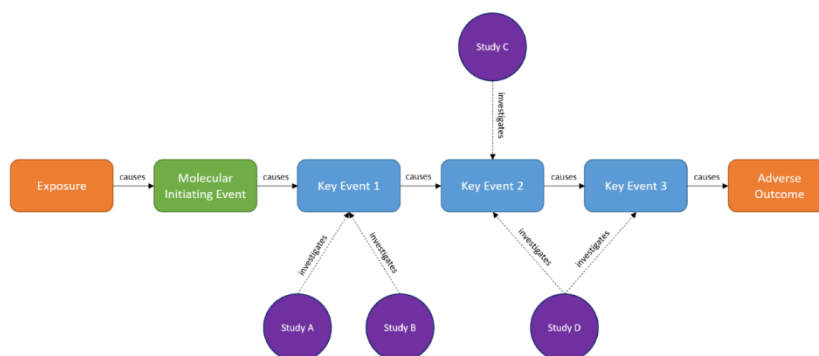 Study C
investigates
Exposure
causes
Molecular
Initiating Event
causes
Key Event 1
causes
Key Event 2
causes
Key Event 3
causes
Adverse
Outcome
investigates
investigates
investigates
investigates
Study A
Study B
Study D